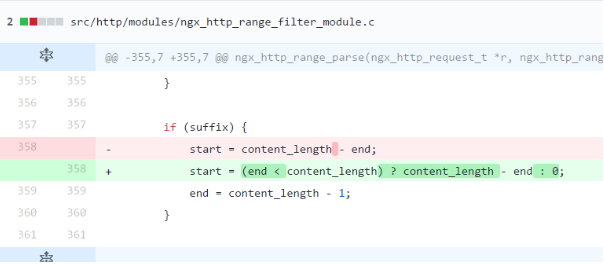 2 src/http/modules/ngx_http_range_filter_module.c
@@ -355,7 +355,7 @@ ngx_http_range_parse(ngx_http_request_t *r, ngx_http_rang
355 355 }
356 356
357 357 if (suffix) {
358 - start = content_length - end;
358 + start = (end < content_length) ? content_length - end : 0;
359 359 end = content_length - 1;
360 360 }
361 361